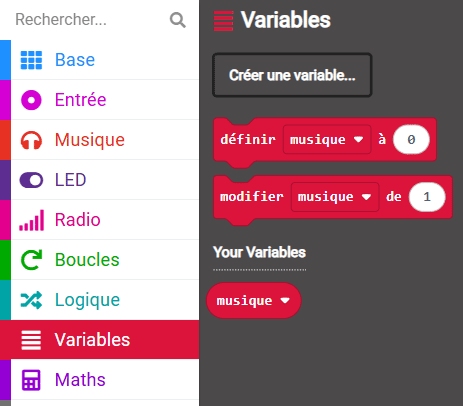 Rechercher...
Base
Entrée
Musique
LED
Radio
Boucles
Logique
Variables
Maths
Variables
Créer une variable...
définir musique à 0
modifier musique de 1
Your Variables
musique